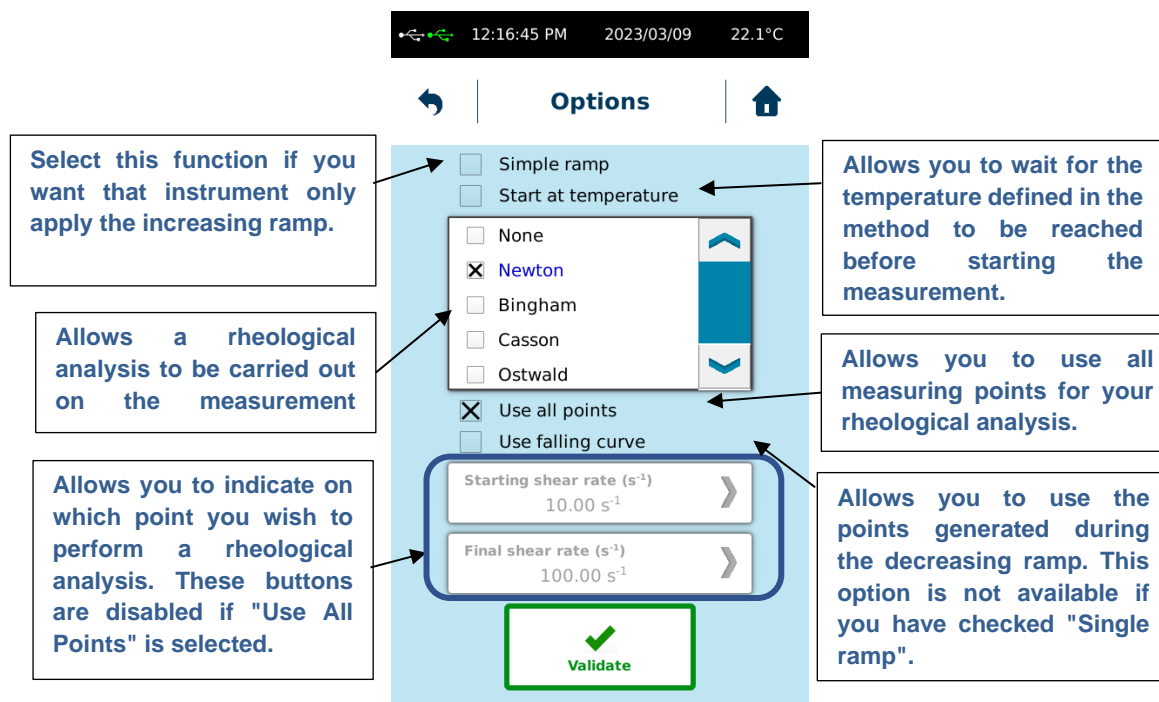 12:16:45 PM 2023/03/09 22.1°C
Options
Select this function if you
want that instrument only
apply the increasing ramp.
Simple ramp
Start at temperature
Allows you to wait for the
temperature defined in the
method to be reached
before starting the
measurement.
None
Newton
Bingham
Casson
Ostwald
Allows a rheological
analysis to be carried out
on the measurement
Allows you to use all
measuring points for your
rheological analysis.
Use all points
Use falling curve
Allows you to indicate on
which point you wish to
perform a rheological
analysis. These buttons
are disabled if "Use All
Points" is selected.
Starting shear rate (s⁻¹)
10.00 s⁻¹
Final shear rate (s⁻¹)
100.00 s⁻¹
Allows you to use the
points generated during
the decreasing ramp. This
option is not available if
you have checked "Single
ramp".
Validate